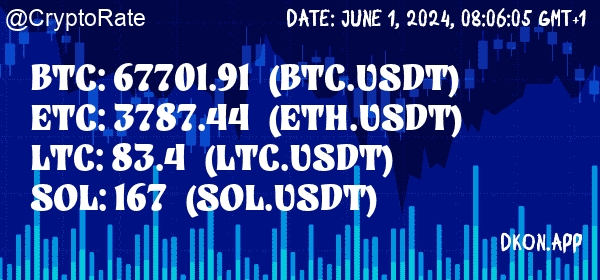 @CryptoRate
DATE: JUNE 1, 2024, 08:06:05 GMT+1
BTC: 67701.91 (BTC.USDT)
ETC: 3787.44 (ETH.USDT)
LTC: 83.4 (LTC.USDT)
SOL: 167 (SOL.USDT)
DKON.APP